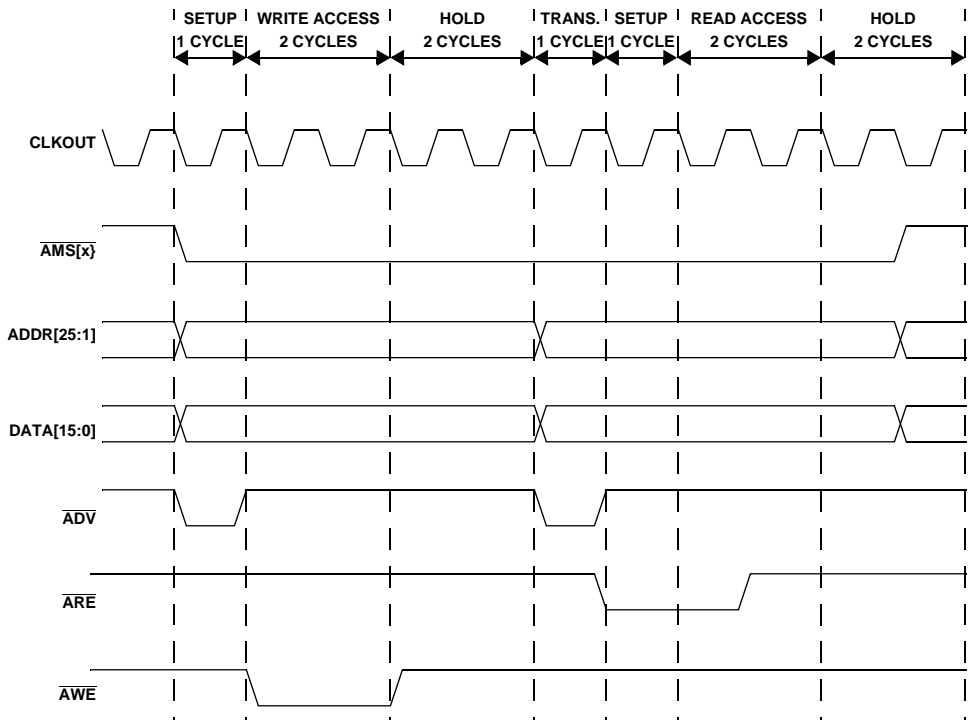 SETUP WRITE ACCESS HOLD TRANS. SETUP READ ACCESS HOLD
1 CYCLE 2 CYCLES 2 CYCLES 1 CYCLE 1 CYCLE 2 CYCLES 2 CYCLES
CLKOUT
AMS[x}
ADDR[25:1]
DATA[15:0]
ADV
ARE
AWE